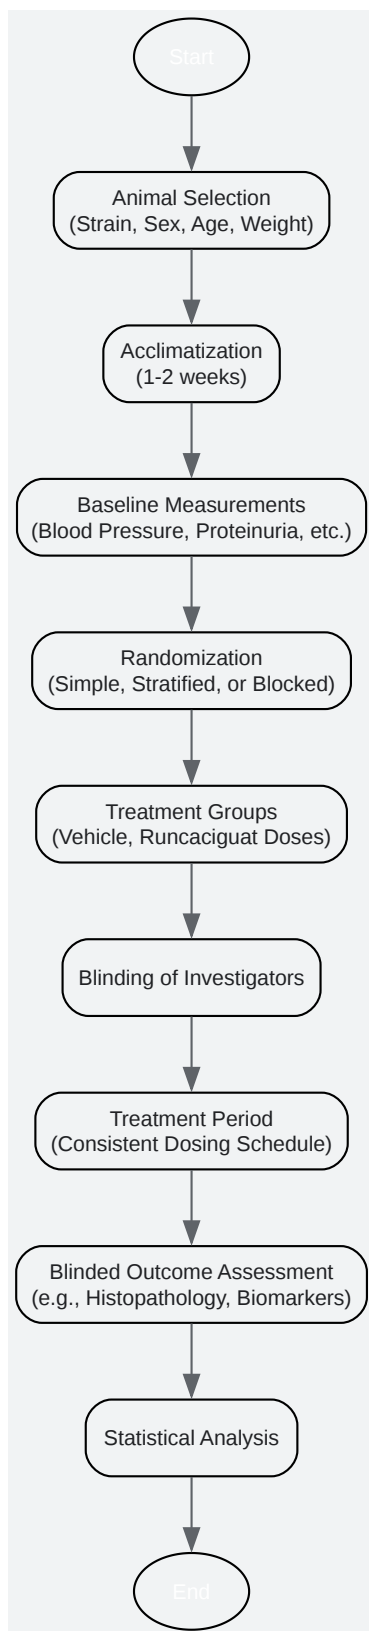 Start
Animal Selection
(Strain, Sex, Age, Weight)
Acclimatization
(1-2 weeks)
Baseline Measurements
(Blood Pressure, Proteinuria, etc.)
Randomization
(Simple, Stratified, or Blocked)
Treatment Groups
(Vehicle, Runcaciguat Doses)
Blinding of Investigators
Treatment Period
(Consistent Dosing Schedule)
Blinded Outcome Assessment
(e.g., Histopathology, Biomarkers)
Statistical Analysis
End